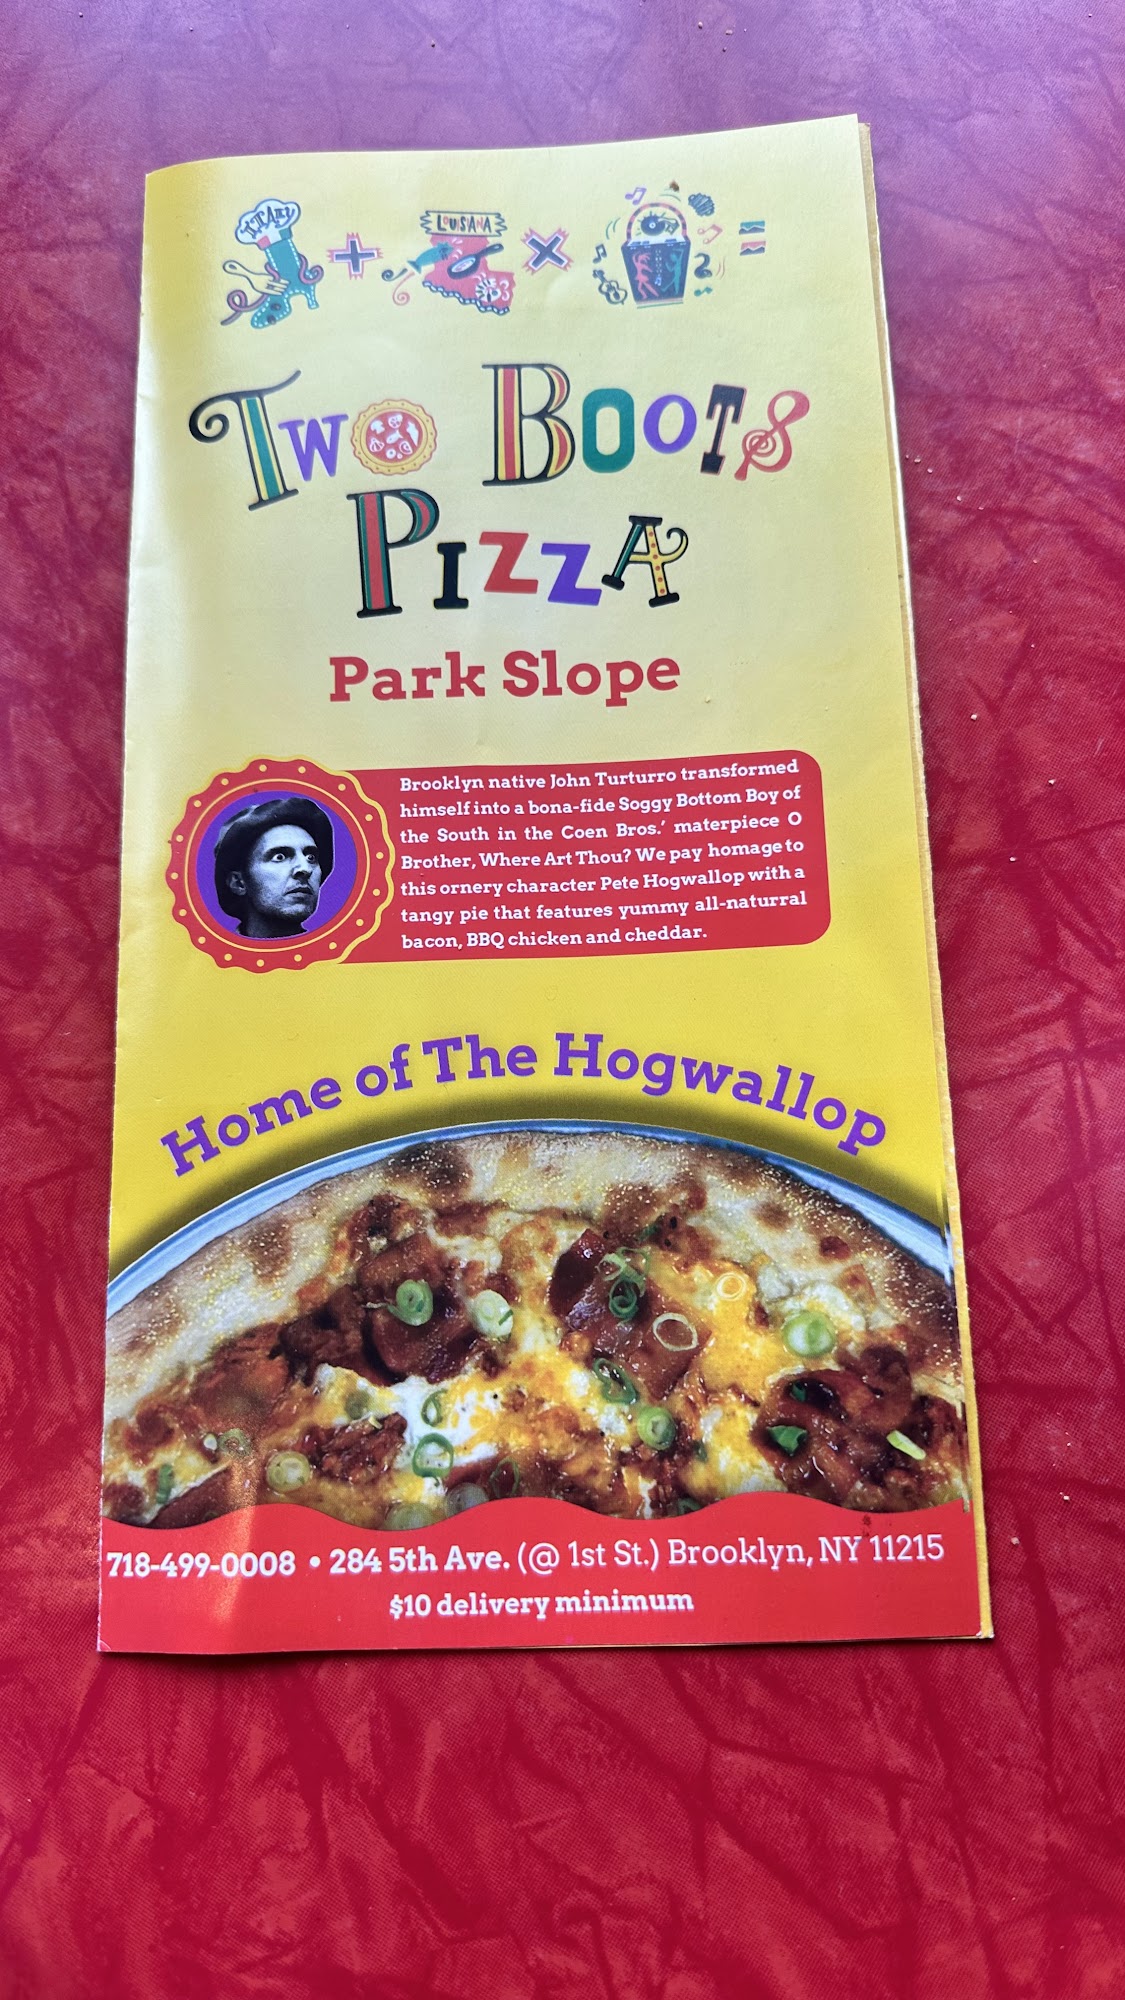 ITALY
LOUISIANA
+ × =
Two Boots
Pizza
Park Slope
Brooklyn native John Turturro transformed
himself into a bona-fide Soggy Bottom Boy of
the South in the Coen Bros.' materpiece O
Brother, Where Art Thou? We pay homage to
this ornery character Pete Hogwallop with a
tangy pie that features yummy all-naturral
bacon, BBQ chicken and cheddar.
Home of The Hogwallop
718-499-0008 • 284 5th Ave. (@ 1st St.) Brooklyn, NY 11215
$10 delivery minimum